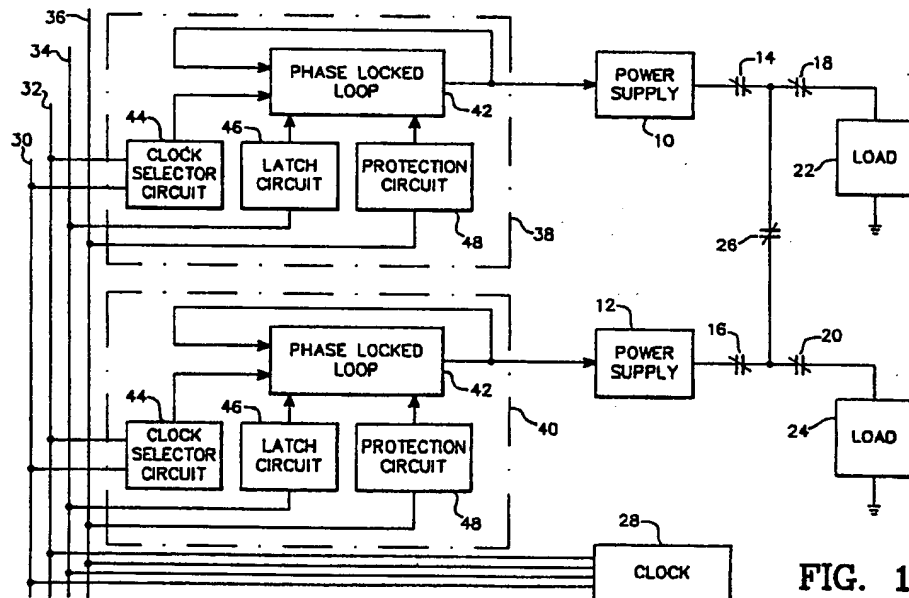 36
34
32
30
44
CLOCK
SELECTOR
CIRCUIT
46
LATCH
CIRCUIT
PHASE LOCKED
LOOP
42
PROTECTION
CIRCUIT
48
38
POWER
SUPPLY
10
14
18
22
LOAD
26
44
CLOCK
SELECTOR
CIRCUIT
46
LATCH
CIRCUIT
PHASE LOCKED
LOOP
42
PROTECTION
CIRCUIT
48
40
12
POWER
SUPPLY
16
20
24
LOAD
28
CLOCK
FIG. 1